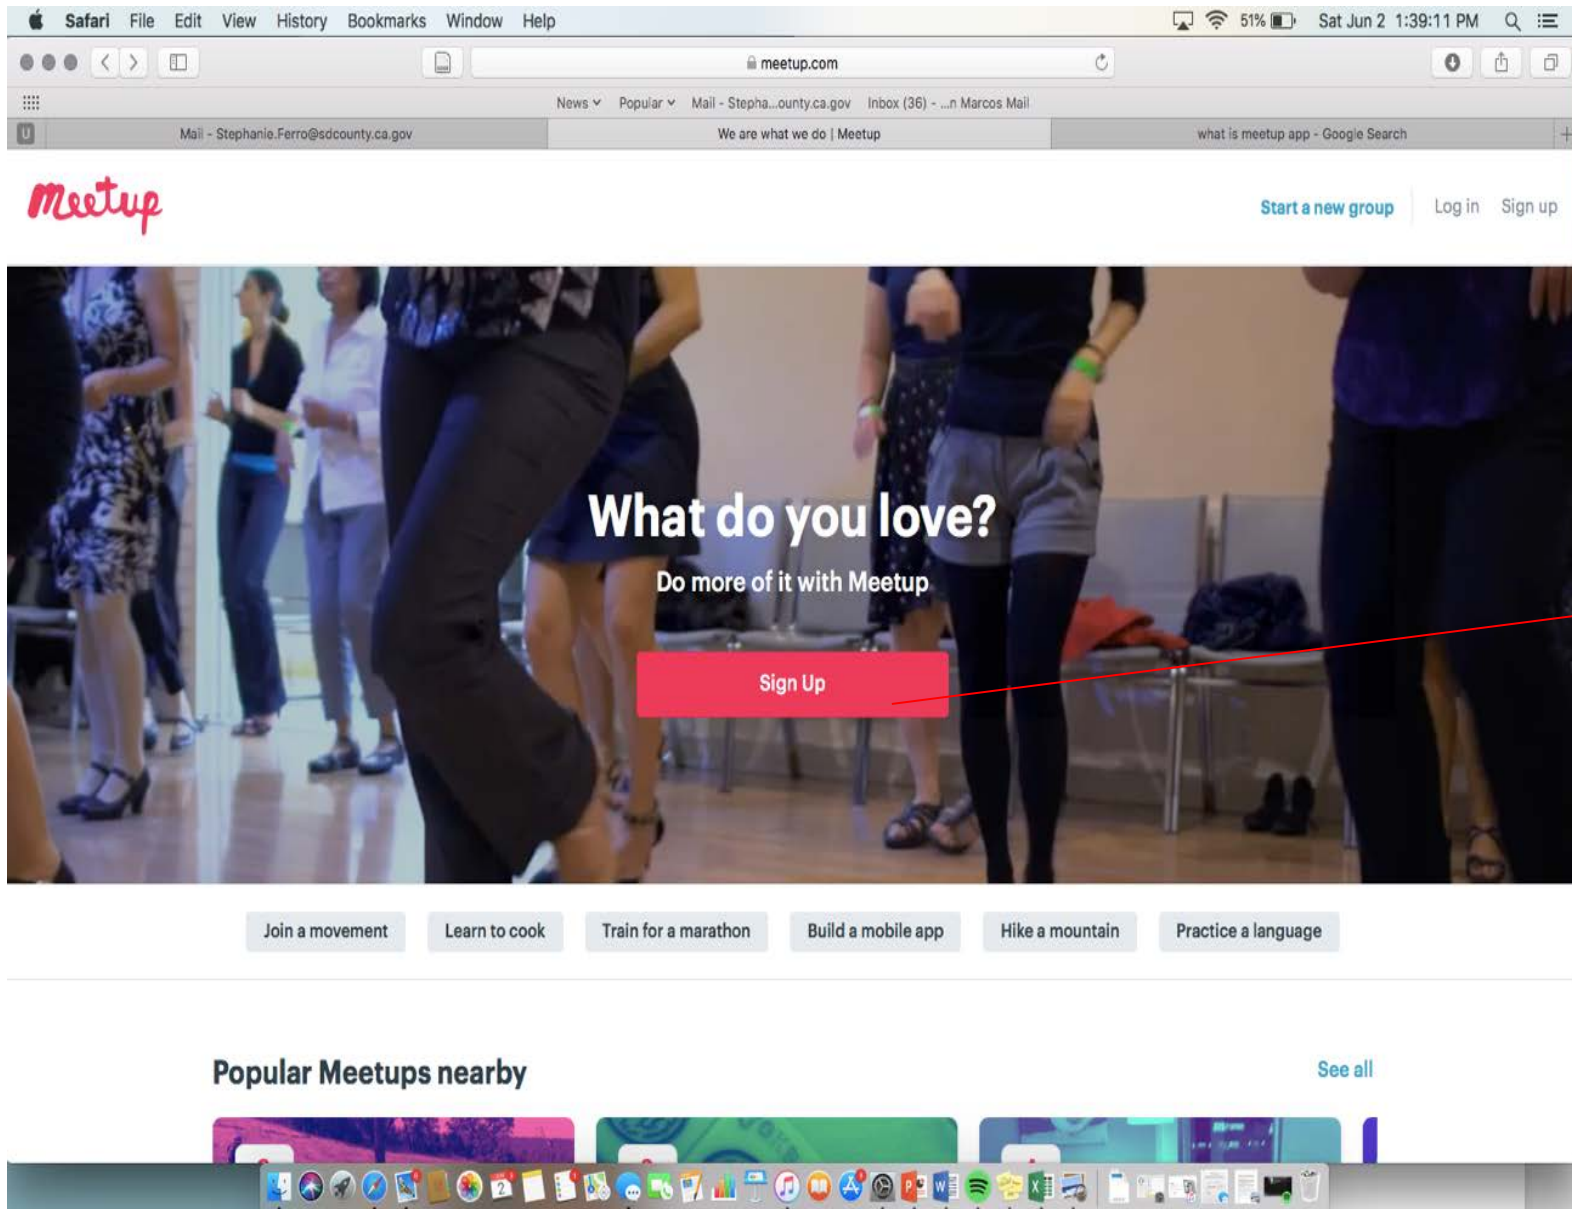 Safari File Edit View History Bookmarks Window Help 51% Sat Jun 2 1:39:11 PM
meetup.com
News Popular Mail - Stepha...ounty.ca.gov Inbox (36) - ...n Marcos Mail
U Mail - Stephanie.Ferro@sdcounty.ca.gov We are what we do | Meetup what is meetup app - Google Search +
Meetup
Start a new group Log in Sign up
What do you love?
Do more of it with Meetup
Sign Up
Join a movement Learn to cook Train for a marathon Build a mobile app Hike a mountain Practice a language
Popular Meetups nearby See all